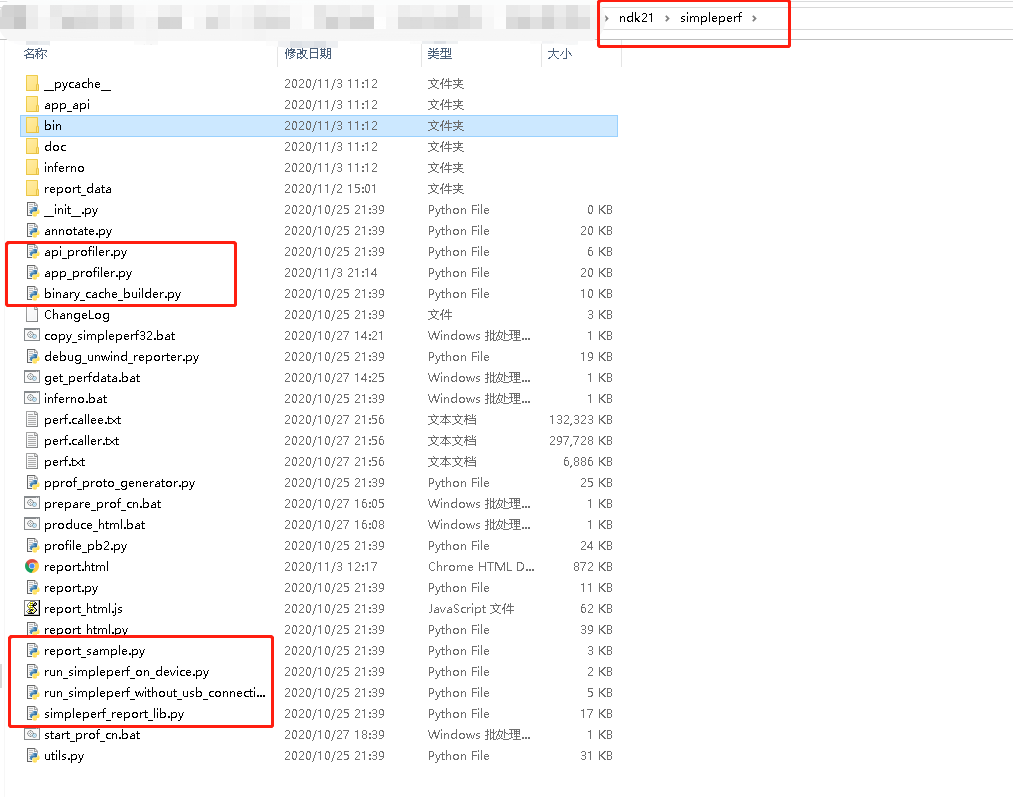 ndk21 simpleperf
名称 修改日期 类型 大小
__pycache__ 2020/11/3 11:12 文件夹
app_api 2020/11/3 11:12 文件夹
bin 2020/11/3 11:12 文件夹
doc 2020/11/3 11:12 文件夹
inferno 2020/11/3 11:12 文件夹
report_data 2020/11/2 15:01 文件夹
__init__.py 2020/10/25 21:39 Python File 0 KB
annotate.py 2020/10/25 21:39 Python File 20 KB
api_profiler.py 2020/10/25 21:39 Python File 6 KB
app_profiler.py 2020/11/3 21:14 Python File 20 KB
binary_cache_builder.py 2020/10/25 21:39 Python File 10 KB
ChangeLog 2020/10/25 21:39 文件 3 KB
copy_simpleperf32.bat 2020/10/27 14:21 Windows 批处理... 1 KB
debug_unwind_reporter.py 2020/10/25 21:39 Python File 19 KB
get_perfdata.bat 2020/10/27 14:25 Windows 批处理... 1 KB
inferno.bat 2020/10/25 21:39 Windows 批处理... 1 KB
perf.callee.txt 2020/10/27 21:56 文本文档 132,323 KB
perf.caller.txt 2020/10/27 21:56 文本文档 297,728 KB
perf.txt 2020/10/27 21:56 文本文档 6,886 KB
pprof_proto_generator.py 2020/10/25 21:39 Python File 25 KB
prepare_prof_cn.bat 2020/10/27 16:05 Windows 批处理... 1 KB
produce_html.bat 2020/10/27 16:08 Windows 批处理... 1 KB
profile_pb2.py 2020/10/25 21:39 Python File 24 KB
report.html 2020/11/3 12:17 Chrome HTML D... 872 KB
report.py 2020/10/25 21:39 Python File 11 KB
report_html.js 2020/10/25 21:39 JavaScript 文件 62 KB
report_html.py 2020/10/25 21:39 Python File 39 KB
report_sample.py 2020/10/25 21:39 Python File 3 KB
run_simpleperf_on_device.py 2020/10/25 21:39 Python File 2 KB
run_simpleperf_without_usb_connecti... 2020/10/25 21:39 Python File 5 KB
simpleperf_report_lib.py 2020/10/25 21:39 Python File 17 KB
start_prof_cn.bat 2020/10/27 18:39 Windows 批处理... 1 KB
utils.py 2020/10/25 21:39 Python File 31 KB